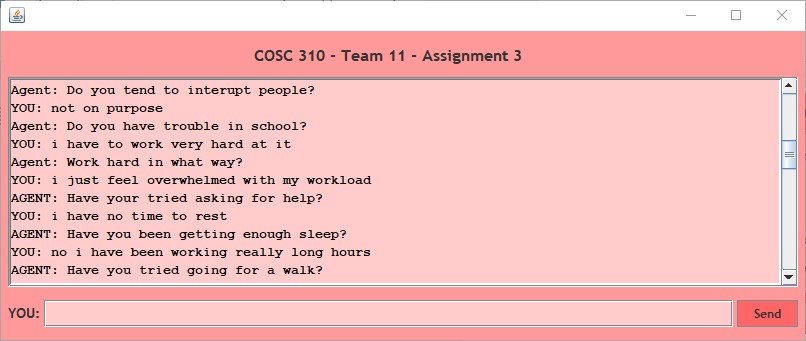 COSC 310 - Team 11 - Assignment 3
Agent: Do you tend to interupt people?
YOU: not on purpose
Agent: Do you have trouble in school?
YOU: i have to work very hard at it
Agent: Work hard in what way?
YOU: i just feel overwhelmed with my workload
AGENT: Have your tried asking for help?
YOU: i have no time to rest
AGENT: Have you been getting enough sleep?
YOU: no i have been working really long hours
AGENT: Have you tried going for a walk?
YOU: Send